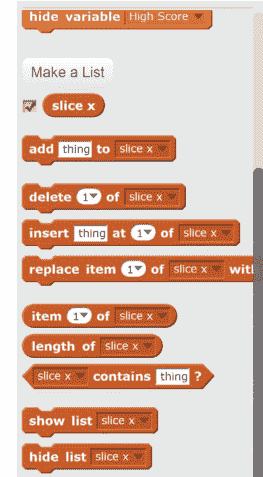 hide variable High Score
Make a List
slice x
add thing to slice x
delete 1 of slice x
insert thing at 1 of slice x
replace item 1 of slice x with
item 1 of slice x
length of slice x
slice x contains thing ?
show list slice x
hide list slice x